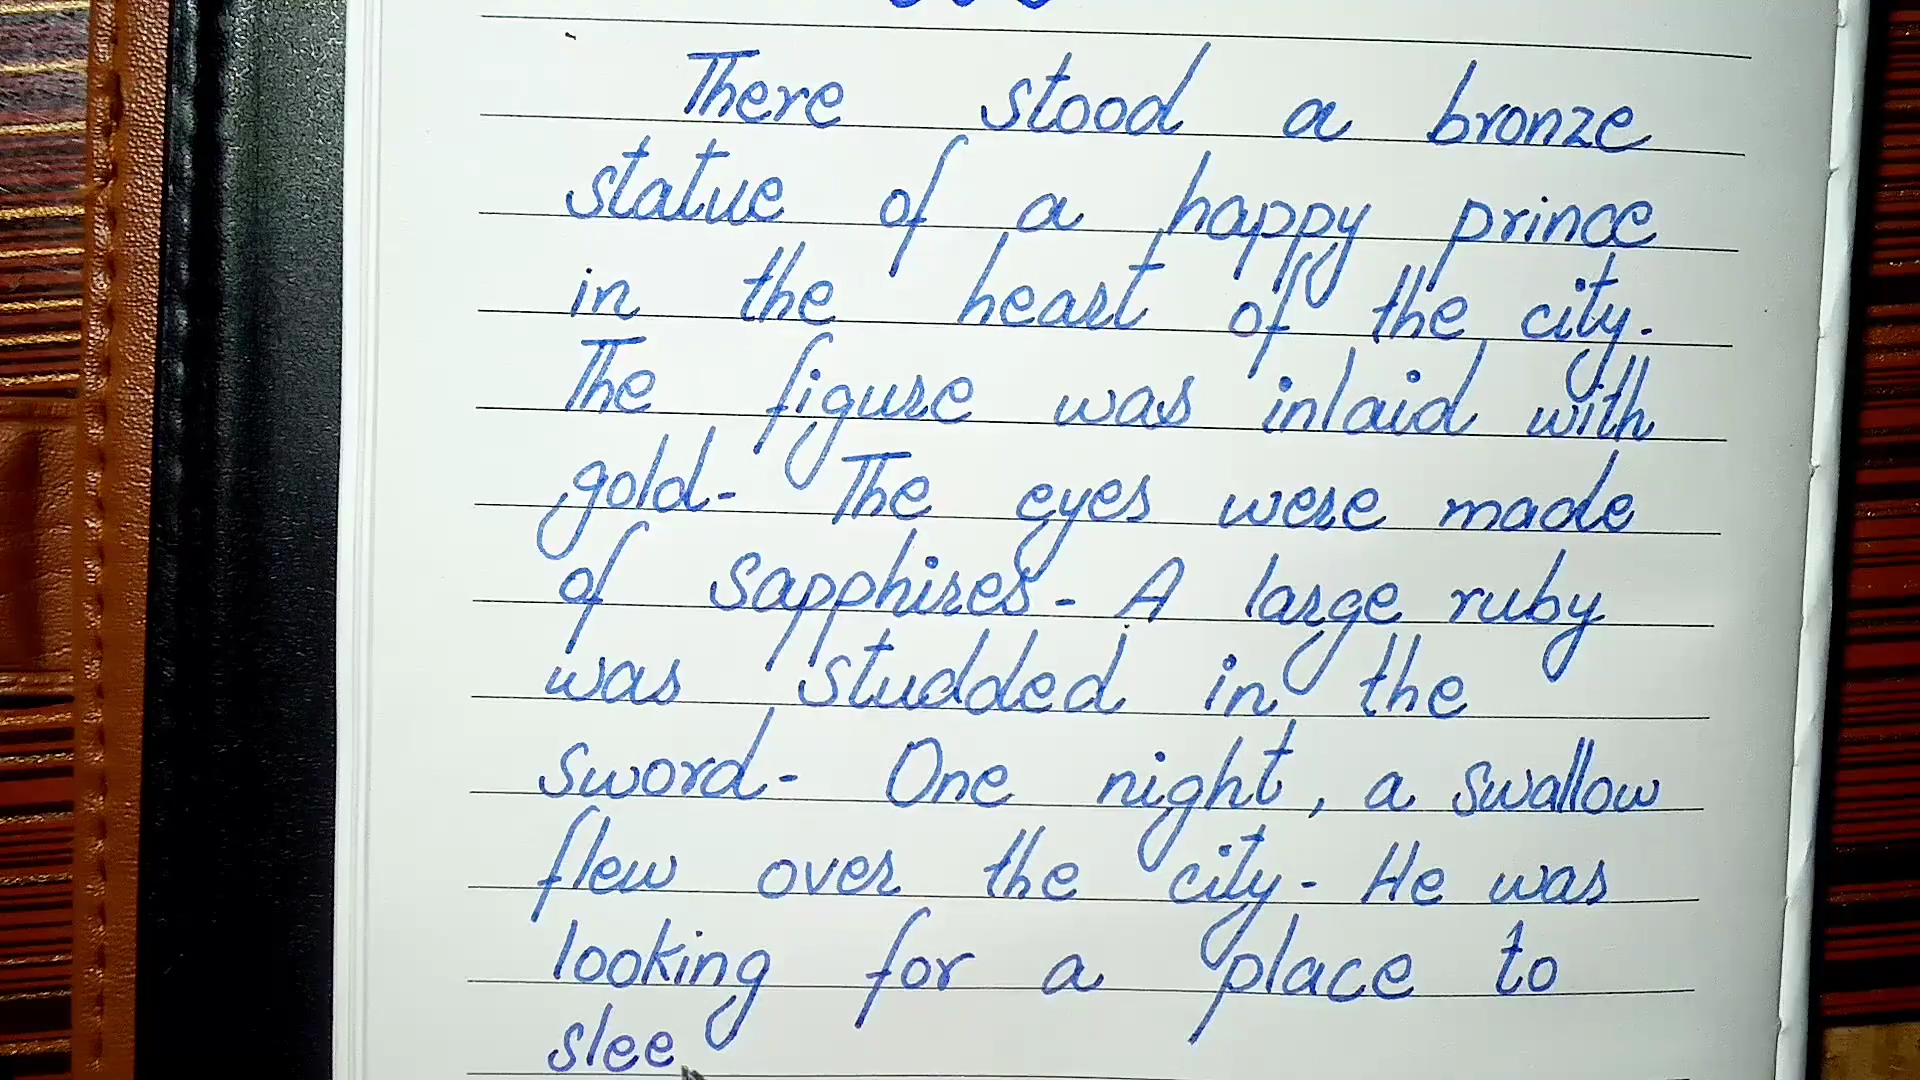 There stood a bronze
statue of a happy prince
in the heart of the city.
The figure was inlaid with
gold. The eyes were made
of sapphires. A large ruby
was studded in the
sword. One night, a swallow
flew over the city. He was
looking for a place to
slee